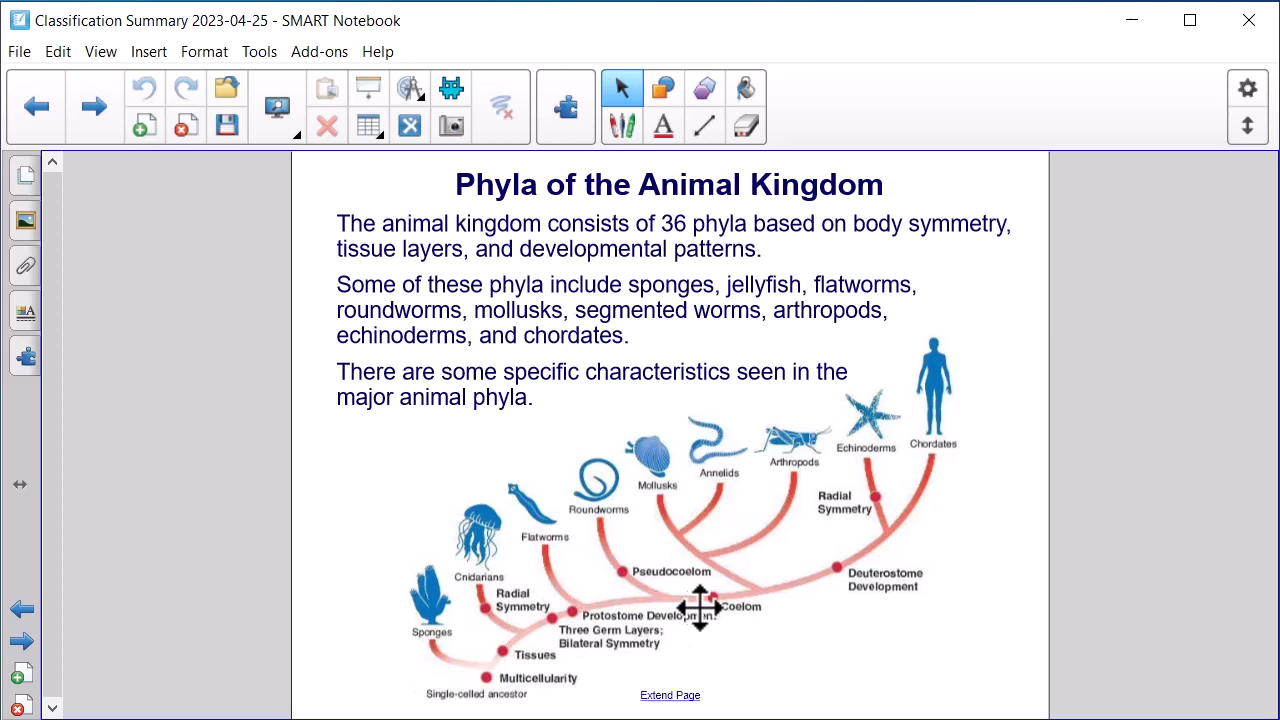 Classification Summary 2023-04-25 - SMART Notebook
File Edit View Insert Format Tools Add-ons Help
Phyla of the Animal Kingdom
The animal kingdom consists of 36 phyla based on body symmetry,
tissue layers, and developmental patterns.
Some of these phyla include sponges, jellyfish, flatworms,
roundworms, mollusks, segmented worms, arthropods,
echinoderms, and chordates.
There are some specific characteristics seen in the
major animal phyla.
Chordates
Echinoderms
Arthropods
Annelids
Mollusks
Radial
Symmetry
Roundworms
Flatworms
Pseudocoelom
Deuterostome
Development
Cnidarians
Radial
Symmetry
Coelom
Protostome Development
Sponges
Three Germ Layers;
Bilateral Symmetry
Tissues
Multicellularity
Single-celled ancestor
Extend Page